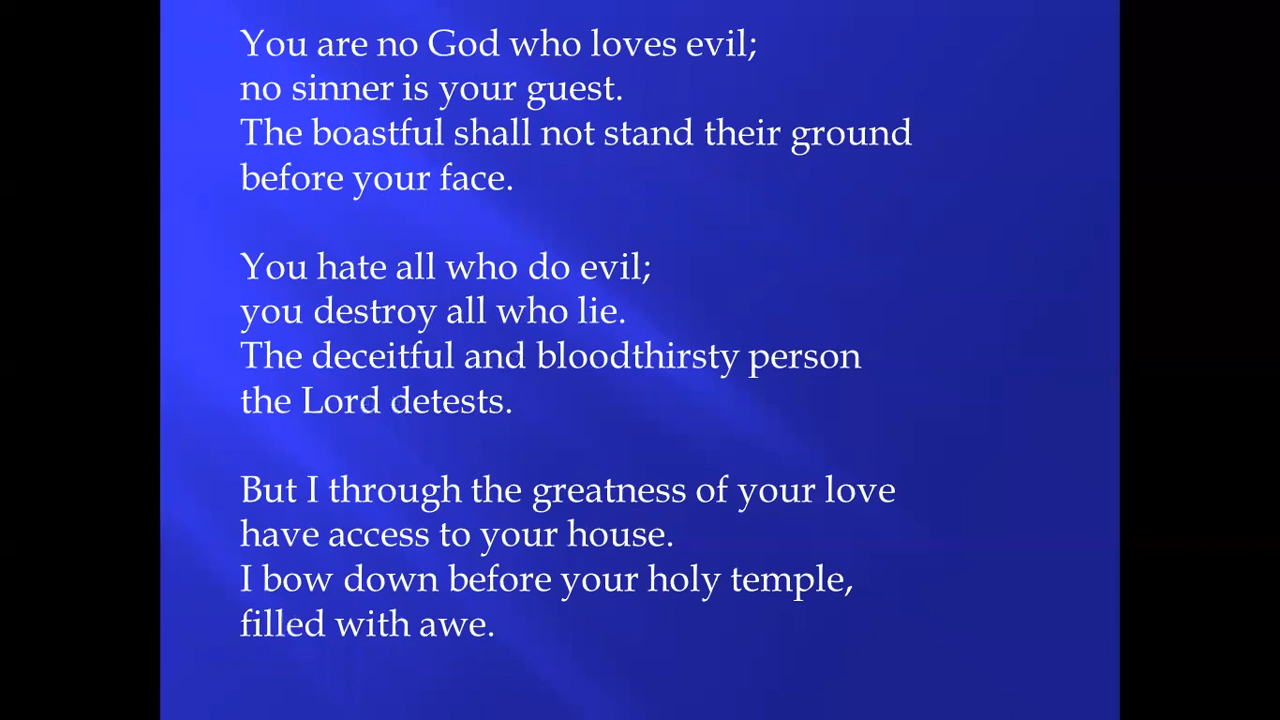 You are no God who loves evil;
no sinner is your guest.
The boastful shall not stand their ground
before your face.
You hate all who do evil;
you destroy all who lie.
The deceitful and bloodthirsty person
the Lord detests.
But I through the greatness of your love
have access to your house.
I bow down before your holy temple,
filled with awe.